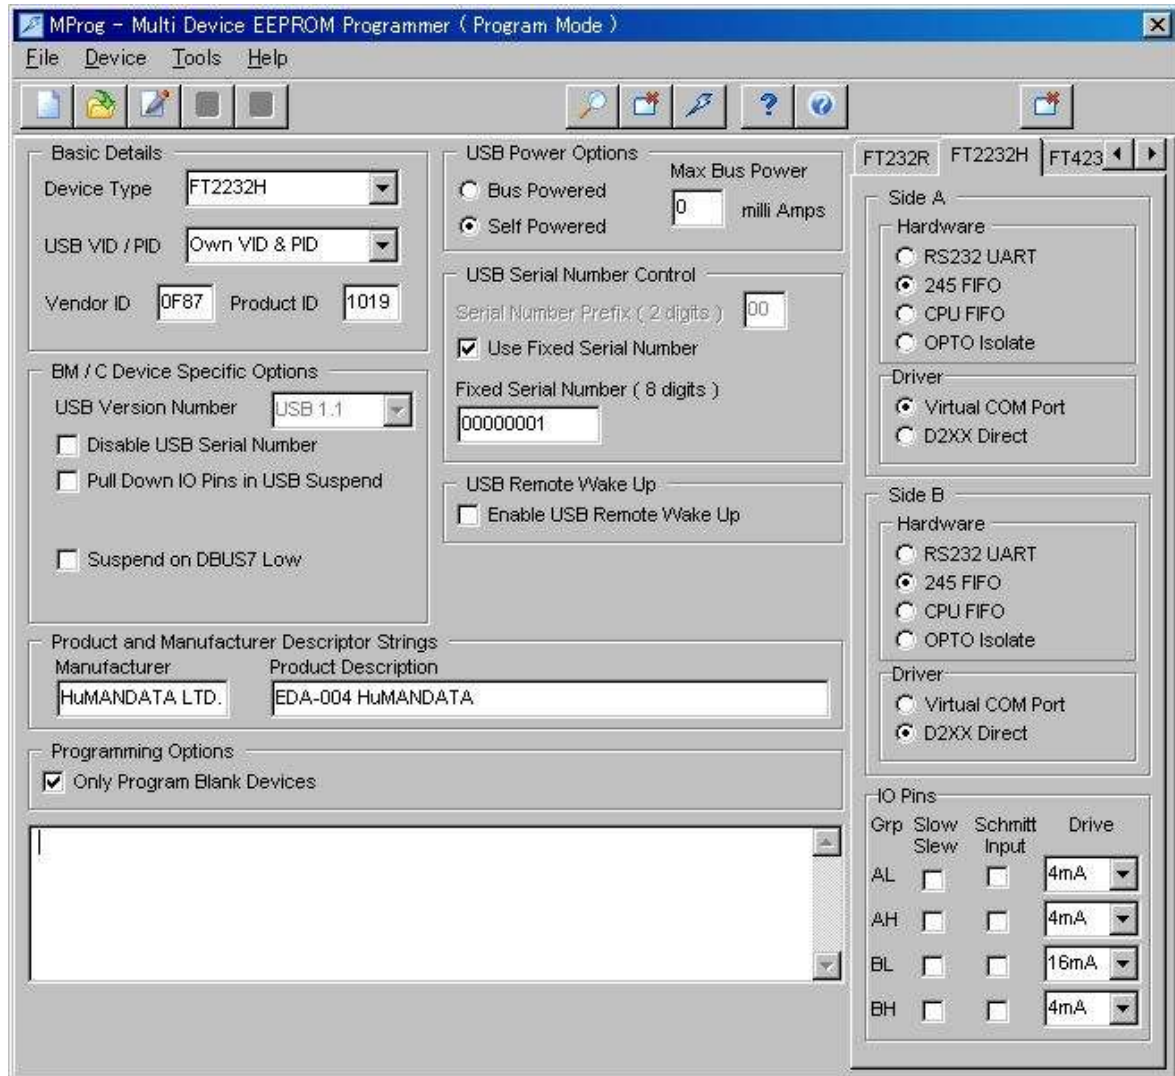 MProg - Multi Device EEPROM Programmer ( Program Mode )
File Device Tools Help
Basic Details
Device Type FT2232H
USB VID / PID Own VID & PID
Vendor ID 0F87 Product ID 1019
BM / C Device Specific Options
USB Version Number USB 1.1
Disable USB Serial Number
Pull Down IO Pins in USB Suspend
Suspend on DBUS7 Low
USB Power Options
Bus Powered
Self Powered
Max Bus Power
0 milli Amps
USB Serial Number Control
Serial Number Prefix ( 2 digits ) 00
Use Fixed Serial Number
Fixed Serial Number ( 8 digits )
00000001
USB Remote Wake Up
Enable USB Remote Wake Up
Product and Manufacturer Descriptor Strings
Manufacturer Product Description
HuMANDATA LTD. EDA-004 HuMANDATA
Programming Options
Only Program Blank Devices
FT232R FT2232H FT423
Side A
Hardware
RS232 UART
245 FIFO
CPU FIFO
OPTO Isolate
Driver
Virtual COM Port
D2XX Direct
Side B
Hardware
RS232 UART
245 FIFO
CPU FIFO
OPTO Isolate
Driver
Virtual COM Port
D2XX Direct
IO Pins
Grp Slow Schmitt Drive
Slew Input
AL 4mA
AH 4mA
BL 16mA
BH 4mA